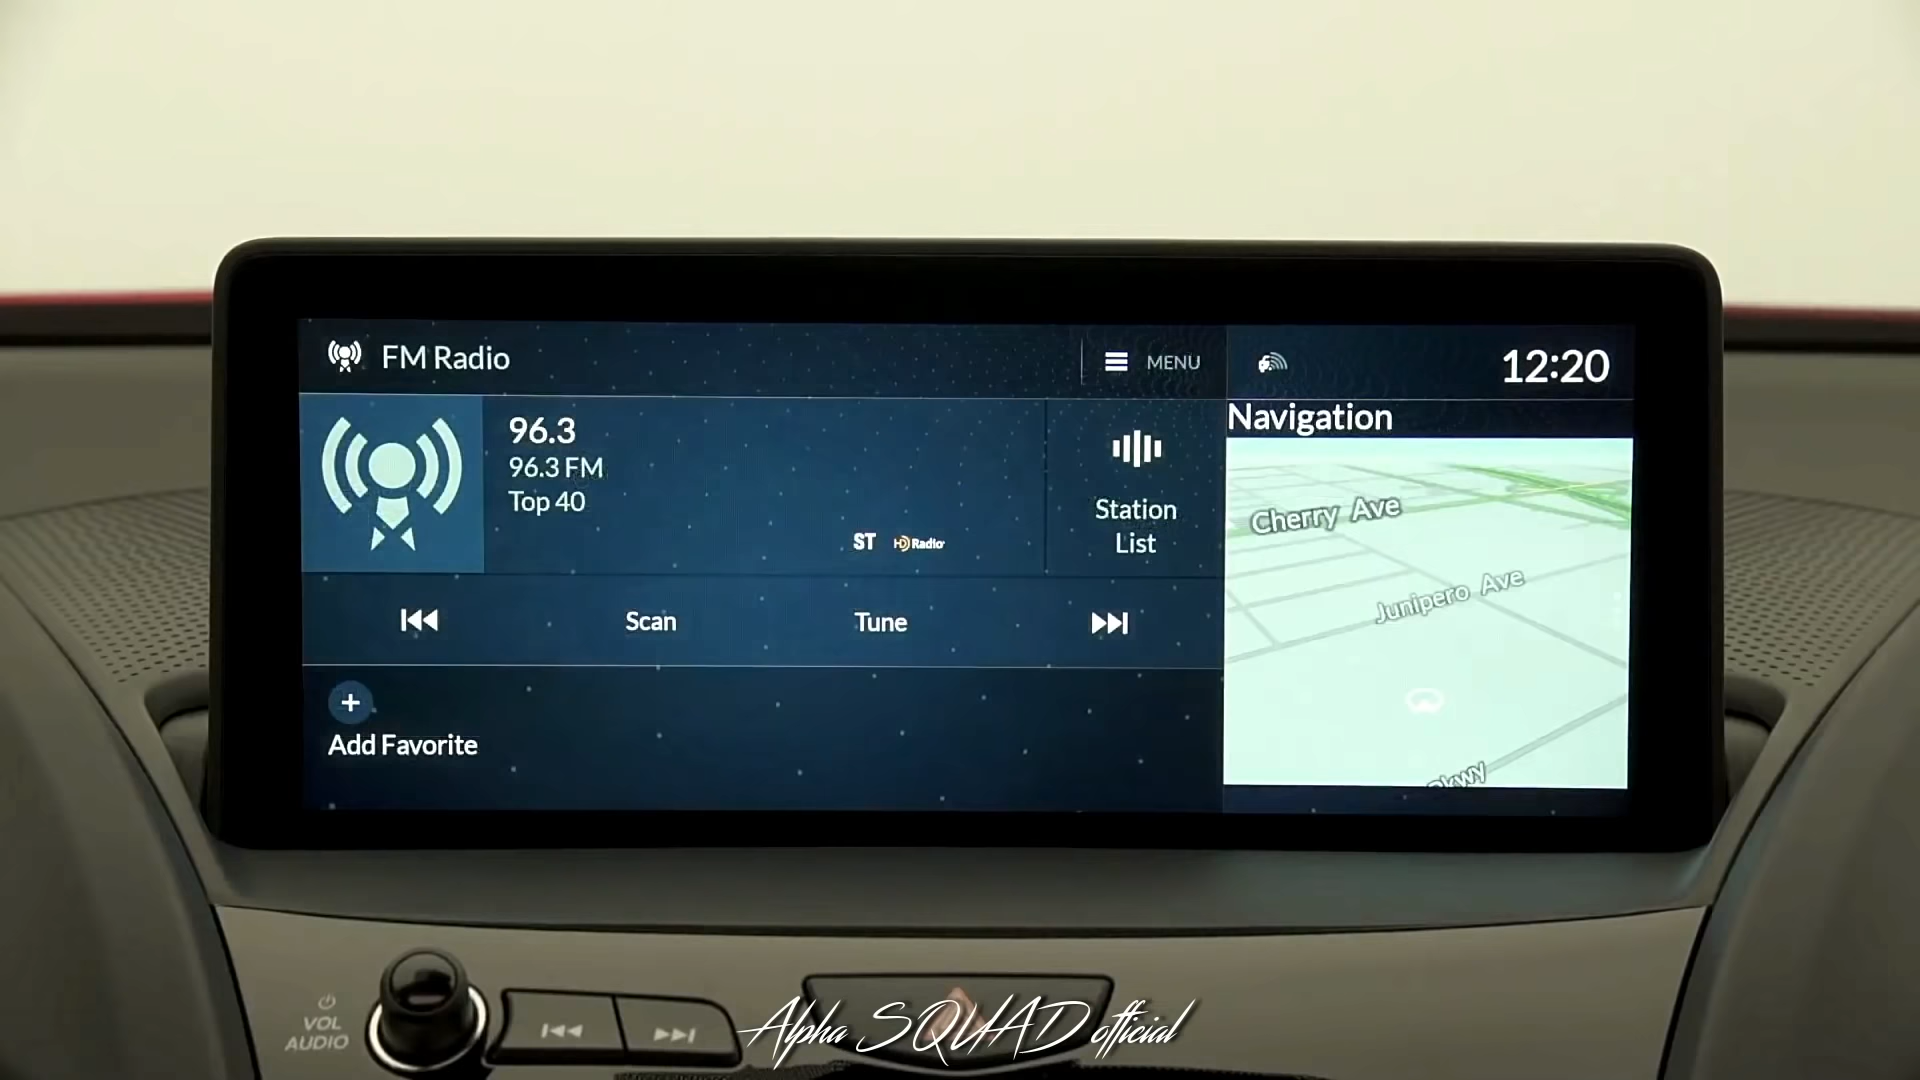 FM Radio
MENU
12:20
96.3
96.3 FM
Top 40
ST HD Radio
Station
List
Navigation
Cherry Ave
Junipero Ave
Pkwy
Scan
Tune
+
Add Favorite
VOL
AUDIO
Alpha SQUAD official